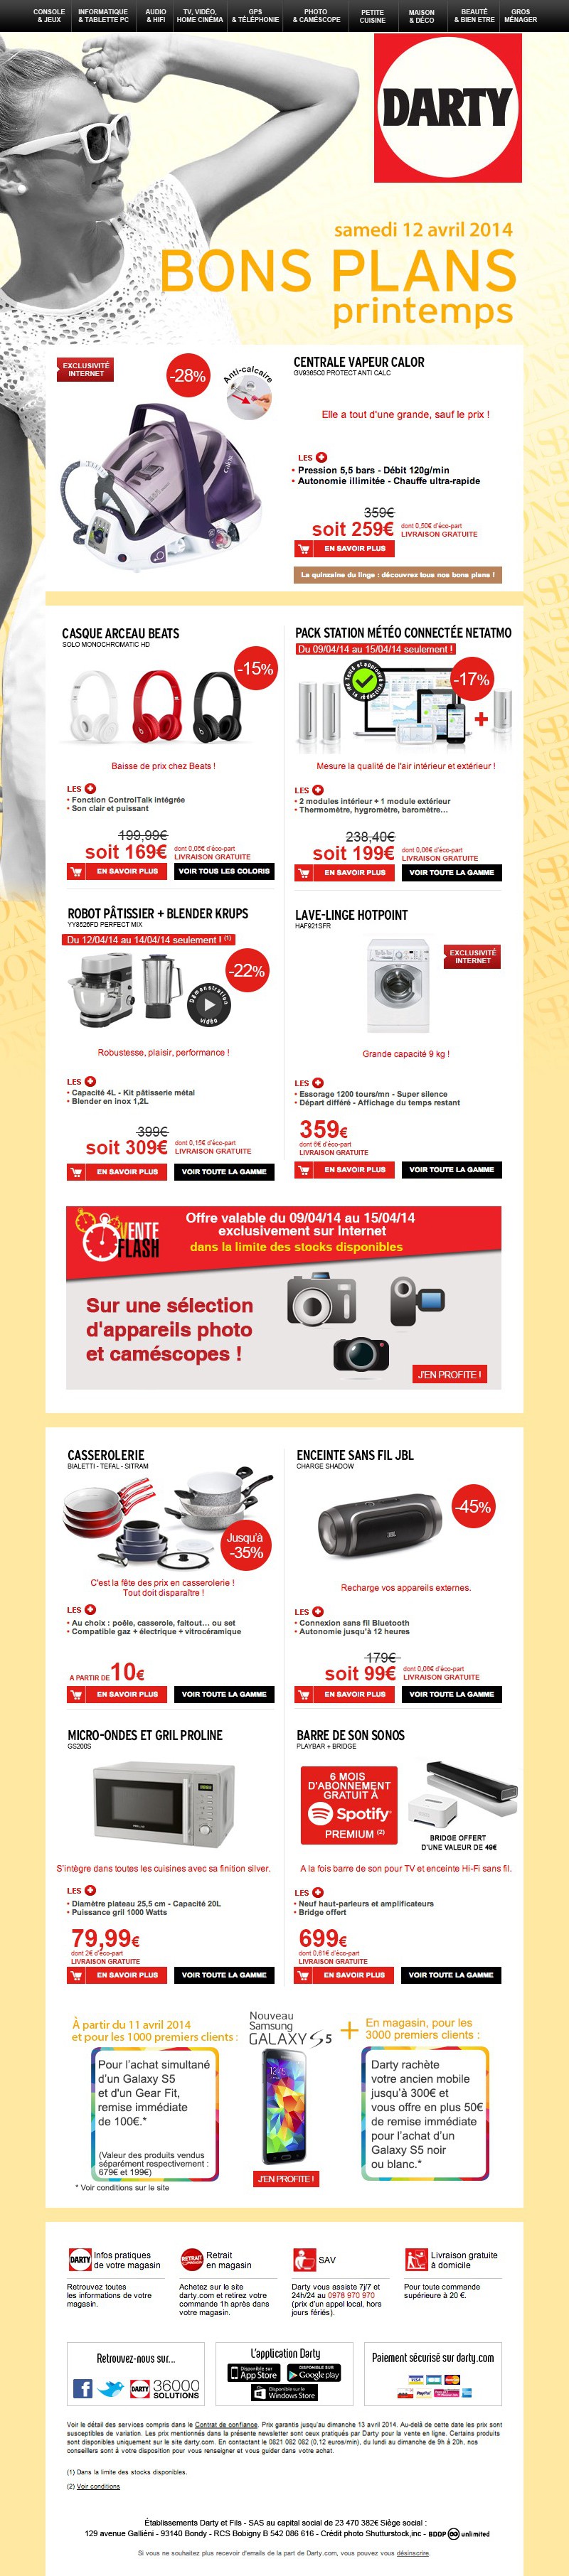 CONSOLE & JEUX
INFORMATIQUE & TABLETTE PC
AUDIO & HIFI
TV, VIDÉO, HOME CINÉMA
GPS & TÉLÉPHONIE
PHOTO & CAMÉSCOPE
PETITE CUISINE
MAISON & DÉCO
BEAUTÉ & BIEN ETRE
GROS MÉNAGER
DARTY
samedi 12 avril 2014
BONS PLANS
printemps
EXCLUSIVITÉ
INTERNET
-28%
Anti-calcaire
CENTRALE VAPEUR CALOR
GV9365C0 PROTECT ANTI CALC
Elle a tout d'une grande, sauf le prix !
LES +
• Pression 5,5 bars - Débit 120g/min
• Autonomie illimitée - Chauffe ultra-rapide
359€
soit 259€ dont 0,50€ d'éco-part
LIVRAISON GRATUITE
EN SAVOIR PLUS
La quinzaine du linge : découvrez tous nos bons plans !
CASQUE ARCEAU BEATS
SOLO MONOCHROMATIC HD
-15%
Baisse de prix chez Beats !
LES +
• Fonction ControlTalk intégrée
• Son clair et puissant
199,99€
soit 169€ dont 0,05€ d'éco-part
LIVRAISON GRATUITE
EN SAVOIR PLUS
VOIR TOUS LES COLORIS
PACK STATION MÉTÉO CONNECTÉE NETATMO
Du 09/04/14 au 15/04/14 seulement !
-17%
+
Mesure la qualité de l'air intérieur et extérieur !
LES +
• 2 modules intérieur + 1 module extérieur
• Thermomètre, hygromètre, baromètre...
238,40€
soit 199€ dont 0,06€ d'éco-part
LIVRAISON GRATUITE
EN SAVOIR PLUS
VOIR TOUTE LA GAMME
ROBOT PÂTISSIER + BLENDER KRUPS
YY8526FD PERFECT MIX
Du 12/04/14 au 14/04/14 seulement ! (1)
-22%
Démonstration vidéo
Robustesse, plaisir, performance !
LES +
• Capacité 4L - Kit pâtisserie métal
• Blender en inox 1,2L
399€
soit 309€ dont 0,15€ d'éco-part
LIVRAISON GRATUITE
EN SAVOIR PLUS
VOIR TOUTE LA GAMME
LAVE-LINGE HOTPOINT
HAF921SFR
EXCLUSIVITÉ
INTERNET
Grande capacité 9 kg !
LES +
• Essorage 1200 tours/mn - Super silence
• Départ différé - Affichage du temps restant
359€
dont 6€ d'éco-part
LIVRAISON GRATUITE
EN SAVOIR PLUS
VOIR TOUTE LA GAMME
VENTE
FLASH
Offre valable du 09/04/14 au 15/04/14
exclusivement sur Internet
dans la limite des stocks disponibles
Sur une sélection
d'appareils photo
et caméscopes !
J'EN PROFITE !
CASSEROLERIE
BIALETTI - TEFAL - SITRAM
Jusqu'à
-35%
C'est la fête des prix en casserolerie !
Tout doit disparaître !
LES +
• Au choix : poêle, casserole, faitout... ou set
• Compatible gaz + électrique + vitrocéramique
A PARTIR DE 10€
EN SAVOIR PLUS
VOIR TOUTE LA GAMME
ENCEINTE SANS FIL JBL
CHARGE SHADOW
JBL
-45%
Recharge vos appareils externes.
LES +
• Connexion sans fil Bluetooth
• Autonomie jusqu'à 12 heures
179€
soit 99€ dont 0,06€ d'éco-part
LIVRAISON GRATUITE
EN SAVOIR PLUS
VOIR TOUTE LA GAMME
MICRO-ONDES ET GRIL PROLINE
GS200S
S'intègre dans toutes les cuisines avec sa finition silver.
LES +
• Diamètre plateau 25,5 cm - Capacité 20L
• Puissance gril 1000 Watts
79,99€
dont 2€ d'éco-part
LIVRAISON GRATUITE
EN SAVOIR PLUS
VOIR TOUTE LA GAMME
BARRE DE SON SONOS
PLAYBAR + BRIDGE
6 MOIS
D'ABONNEMENT
GRATUIT À
Spotify
PREMIUM (2)
BRIDGE OFFERT
D'UNE VALEUR DE 49€
A la fois barre de son pour TV et enceinte Hi-Fi sans fil.
LES +
• Neuf haut-parleurs et amplificateurs
• Bridge offert
699€
dont 0,61€ d'éco-part
LIVRAISON GRATUITE
EN SAVOIR PLUS
VOIR TOUTE LA GAMME
À partir du 11 avril 2014
et pour les 1000 premiers clients :
Pour l'achat simultané
d'un Galaxy S5
et d'un Gear Fit,
remise immédiate
de 100€.*
(Valeur des produits vendus
séparément respectivement :
679€ et 199€)
* Voir conditions sur le site
Nouveau
Samsung
GALAXY S5
12:45
J'EN PROFITE !
+
En magasin, pour les
3000 premiers clients :
Darty rachète
votre ancien mobile
jusqu'à 300€ et
vous offre en plus 50€
de remise immédiate
pour l'achat d'un
Galaxy S5 noir
ou blanc.*
DARTY
Infos pratiques
de votre magasin
Retrouvez toutes
les informations de votre
magasin.
RETRAIT
Retrait
en magasin
Achetez sur le site
darty.com et retirez votre
commande 1h après dans
votre magasin.
SAV
Darty vous assiste 7j/7 et
24h/24 au 0978 970 970
(prix d'un appel local, hors
jours fériés).
Livraison gratuite
à domicile
Pour toute commande
supérieure à 20 €.
Retrouvez-nous sur...
DARTY 36000
SOLUTIONS
L'application Darty
Disponible sur
App Store
DISPONIBLE SUR
Google play
Disponible sur
Windows Store
Paiement sécurisé sur darty.com
VISA
PayPal
Voir le détail des services compris dans le Contrat de confiance. Prix garantis jusqu'au dimanche 13 avril 2014. Au-delà de cette date les prix sont
susceptibles de variation. Les prix mentionnés dans la présente newsletter sont ceux pratiqués par Darty pour la vente en ligne. Certains produits
sont disponibles uniquement sur le site darty.com. En contactant le 0821 082 082 (0,12 euros/min), du lundi au dimanche de 9h à 20h, nos
conseillers sont à votre disposition pour vous renseigner et vous guider dans votre achat.
(1) Dans la limite des stocks disponibles.
(2) Voir conditions
Établissements Darty et Fils - SAS au capital social de 23 470 382€ Siège social :
129 avenue Galliéni - 93140 Bondy - RCS Bobigny B 542 086 616 - Crédit photo Shutturstock,inc - BDDP unlimited
Si vous ne souhaitez plus recevoir d'emails de la part de Darty.com, vous pouvez vous désinscrire.